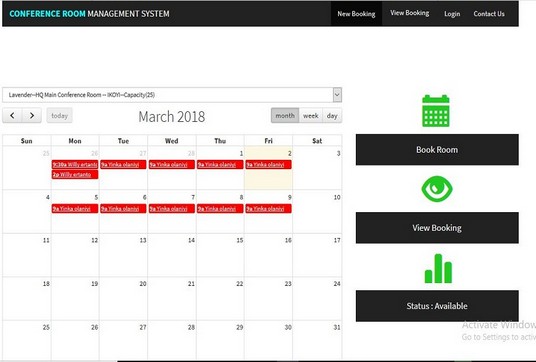 CONFERENCE ROOM MANAGEMENT SYSTEM
New Booking View Booking Login Contact Us
Lavender--HQ Main Conference Room -- IKOYI--Capacity(25)
today March 2018 month week day
Sun Mon Tue Wed Thu Fri Sat
25 26 27 28 1 2 3
9:30a Willy ertanto 9a Yinka olaniyi 9a Yinka olaniyi 9a Yinka olaniyi 9a Yinka olaniyi
2p Willy ertanto
4 5 6 7 8 9 10
9a Yinka olaniyi 9a Yinka olaniyi 9a Yinka olaniyi 9a Yinka olaniyi 9a Yinka olaniyi
11 12 13 14 15 16 17
18 19 20 21 22 23 24
25 26 27 28 29 30 31
Book Room
View Booking
Status : Available
Activate Window
Go to Settings to activ